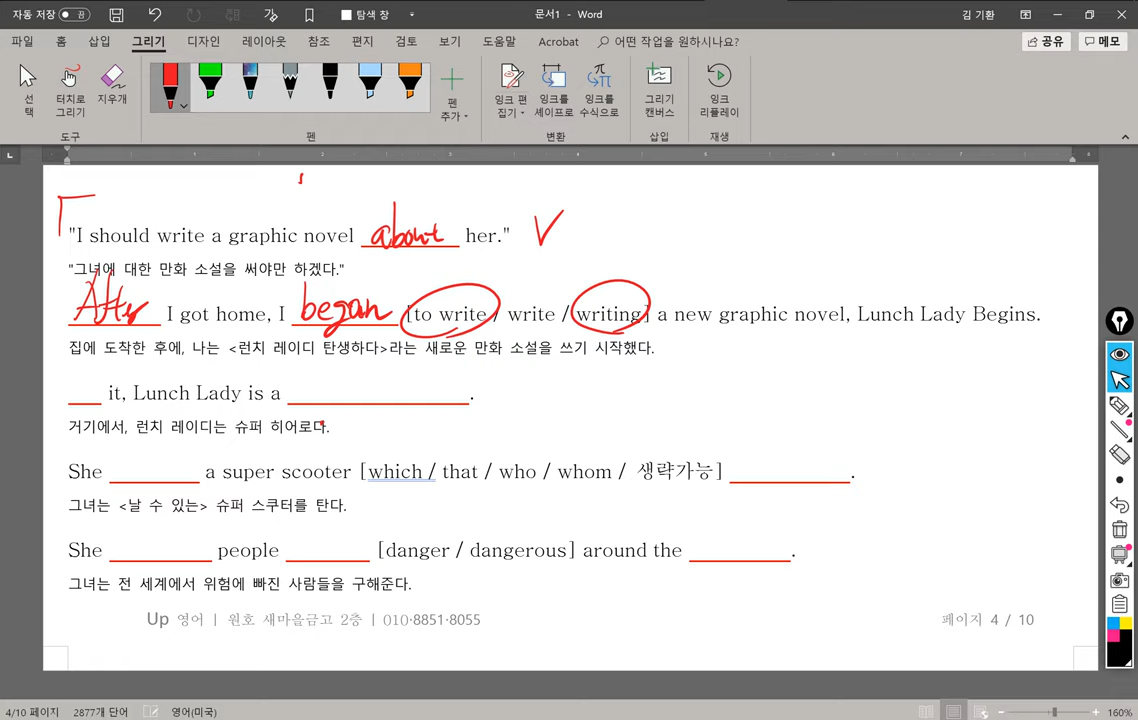 자동 저장 끔 탐색 창 문서1 - Word 김 기환
파일 홈 삽입 그리기 디자인 레이아웃 참조 편지 검토 보기 도움말 Acrobat 어떤 작업을 원하시나요? 공유 메모
선택 터치로 그리기 지우개 펜 추가 잉크 편집기 잉크를 셰이프로 잉크를 수식으로 그리기 캔버스 잉크 리플레이
도구 펜 변환 삽입 재생
"I should write a graphic novel about her." V
"그녀에 대한 만화 소설을 써야만 하겠다."
After I got home, I began [to write / write / writing] a new graphic novel, Lunch Lady Begins.
집에 도착한 후에, 나는 <런치 레이디 탄생하다>라는 새로운 만화 소설을 쓰기 시작했다.
___ it, Lunch Lady is a ___.
거기에서, 런치 레이디는 슈퍼 히어로다.
She ___ a super scooter [which / that / who / whom / 생략가능] ___.
그녀는 <날 수 있는> 슈퍼 스쿠터를 탄다.
She ___ people ___ [danger / dangerous] around the ___.
그녀는 전 세계에서 위험에 빠진 사람들을 구해준다.
Up 영어 | 원호 새마을금고 2층 | 010-8851-8055 페이지 4 / 10
4/10 페이지 2877개 단어 영어(미국) 160%